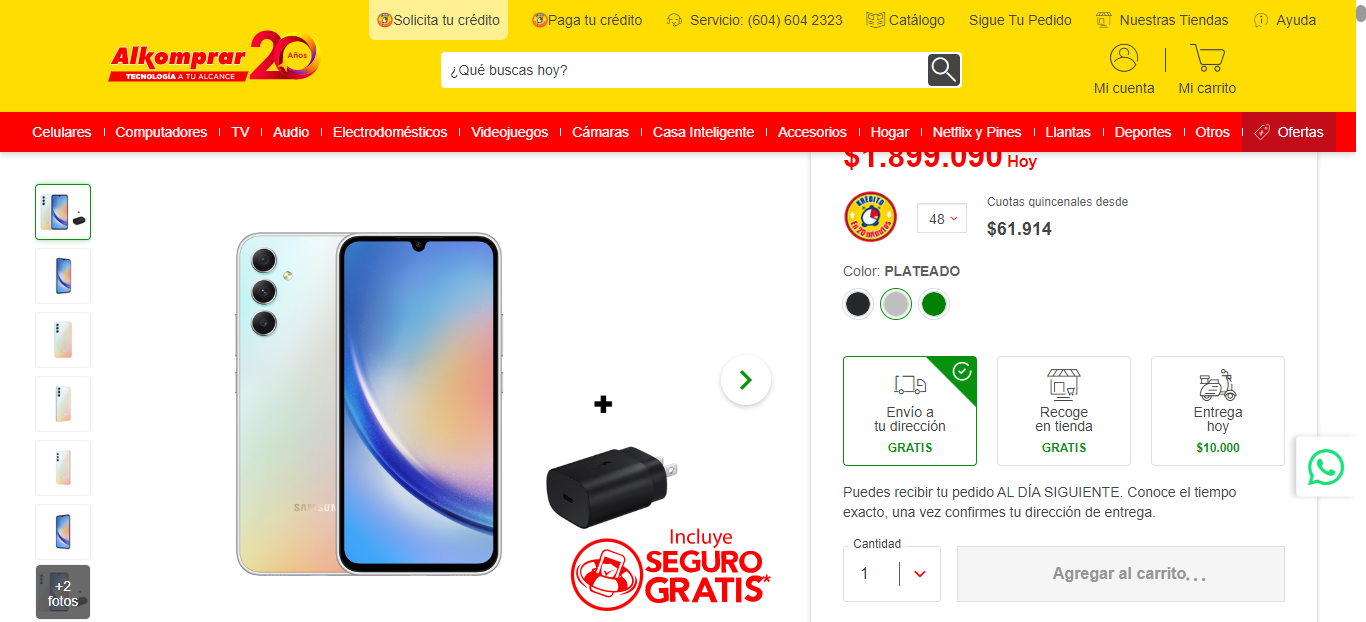 Solicita tu crédito
Paga tu crédito
Servicio: (604) 604 2323
Catálogo
Sigue Tu Pedido
Nuestras Tiendas
Ayuda
Alkomprar 20 Años
TECNOLOGÍA A TU ALCANCE
¿Qué buscas hoy?
Mi cuenta
Mi carrito
Celulares
Computadores
TV
Audio
Electrodomésticos
Videojuegos
Cámaras
Casa Inteligente
Accesorios
Hogar
Netflix y Pines
Llantas
Deportes
Otros
Ofertas
$1.899.090 Hoy
KRÉDITO
En 20 minutos
48
Cuotas quincenales desde
$61.914
Color: PLATEADO
Envío a
tu dirección
GRATIS
Recoge
en tienda
GRATIS
Entrega
hoy
$10.000
Puedes recibir tu pedido AL DÍA SIGUIENTE. Conoce el tiempo
exacto, una vez confirmes tu dirección de entrega.
Cantidad
1
Agregar al carrito...
+
SAMSUNG
Incluye
SEGURO
GRATIS*
+2
fotos